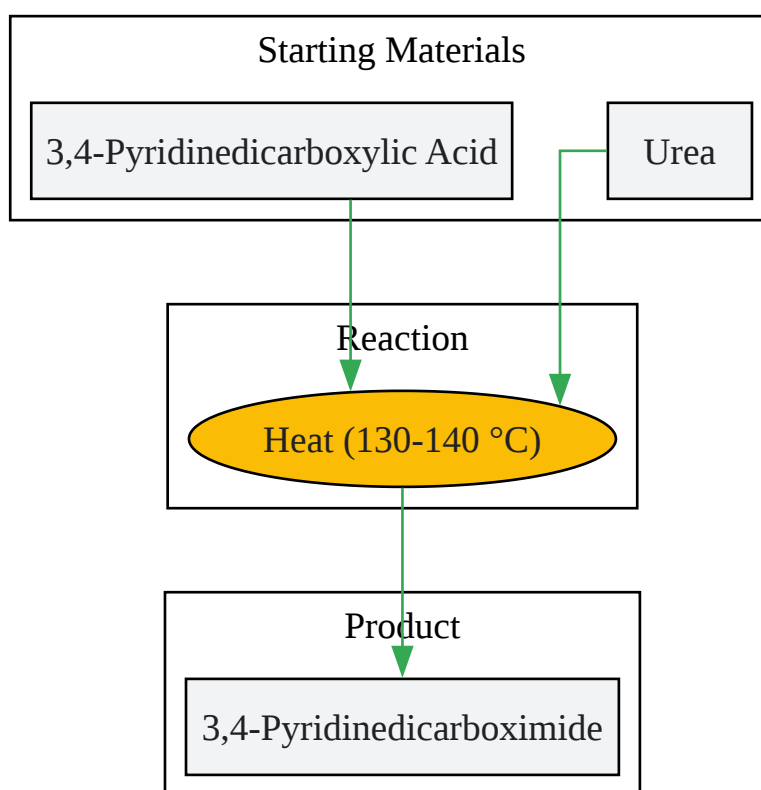 Starting Materials
3,4-Pyridinedicarboxylic Acid
Urea
Reaction
Heat (130-140 °C)
Product
3,4-Pyridinedicarboximide